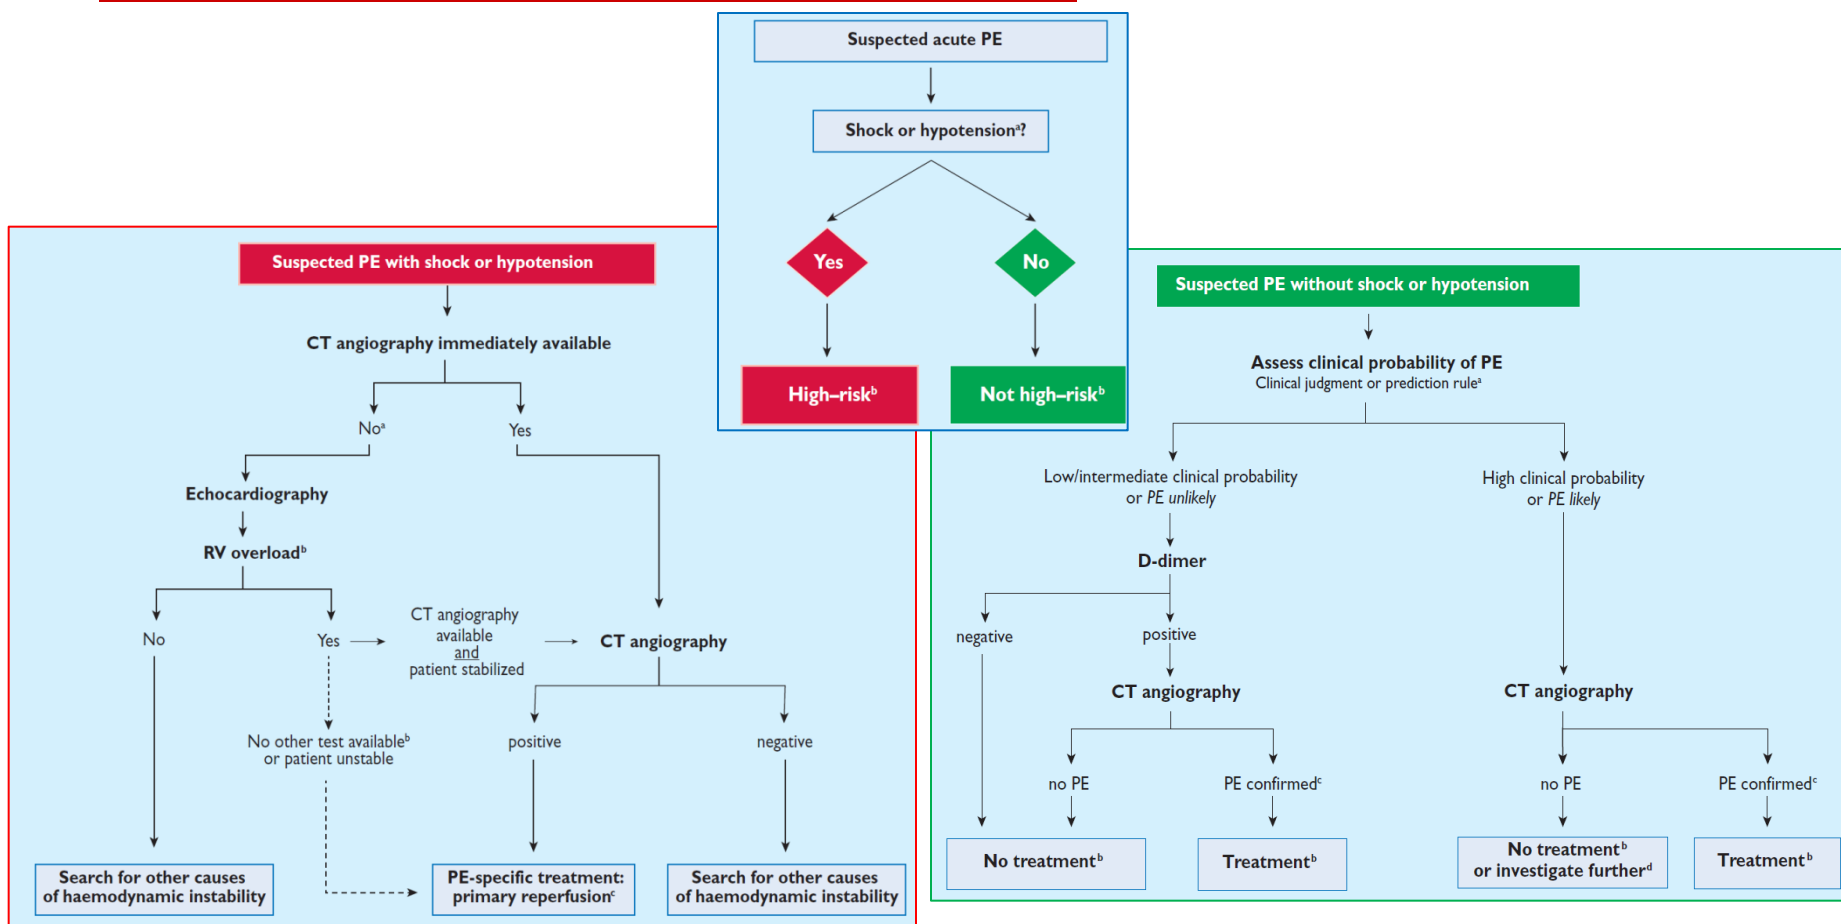 Suspected acute PE
Shock or hypotensionᵃ?
Yes
No
High–riskᵇ
Not high–riskᵇ
Suspected PE with shock or hypotension
CT angiography immediately available
Noᵃ
Yes
Echocardiography
RV overloadᵇ
No
Yes
CT angiography
available
and
patient stabilized
CT angiography
No other test availableᵇ
or patient unstable
positive
negative
Search for other causes
of haemodynamic instability
PE-specific treatment:
primary reperfusionᶜ
Search for other causes
of haemodynamic instability
Suspected PE without shock or hypotension
Assess clinical probability of PE
Clinical judgment or prediction ruleᵃ
Low/intermediate clinical probability
or PE unlikely
High clinical probability
or PE likely
D-dimer
negative
positive
CT angiography
CT angiography
no PE
PE confirmedᶜ
no PE
PE confirmedᶜ
No treatmentᵇ
Treatmentᵇ
No treatmentᵇ
or investigate furtherᵈ
Treatmentᵇ